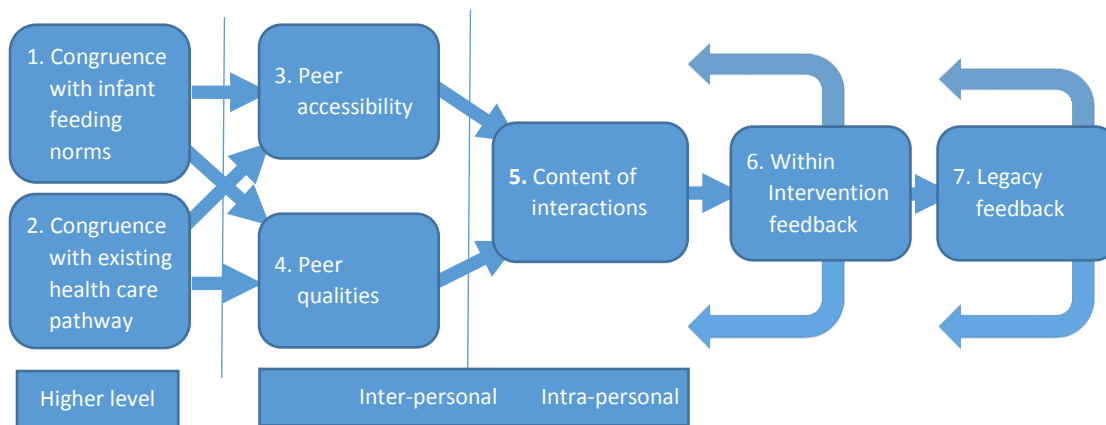 1. Congruence
with infant
feeding
norms
2. Congruence
with existing
health care
pathway
3. Peer
accessibility
4. Peer
qualities
5. Content of
interactions
6. Within
Intervention
feedback
7. Legacy
feedback
Higher level
Inter-personal Intra-personal